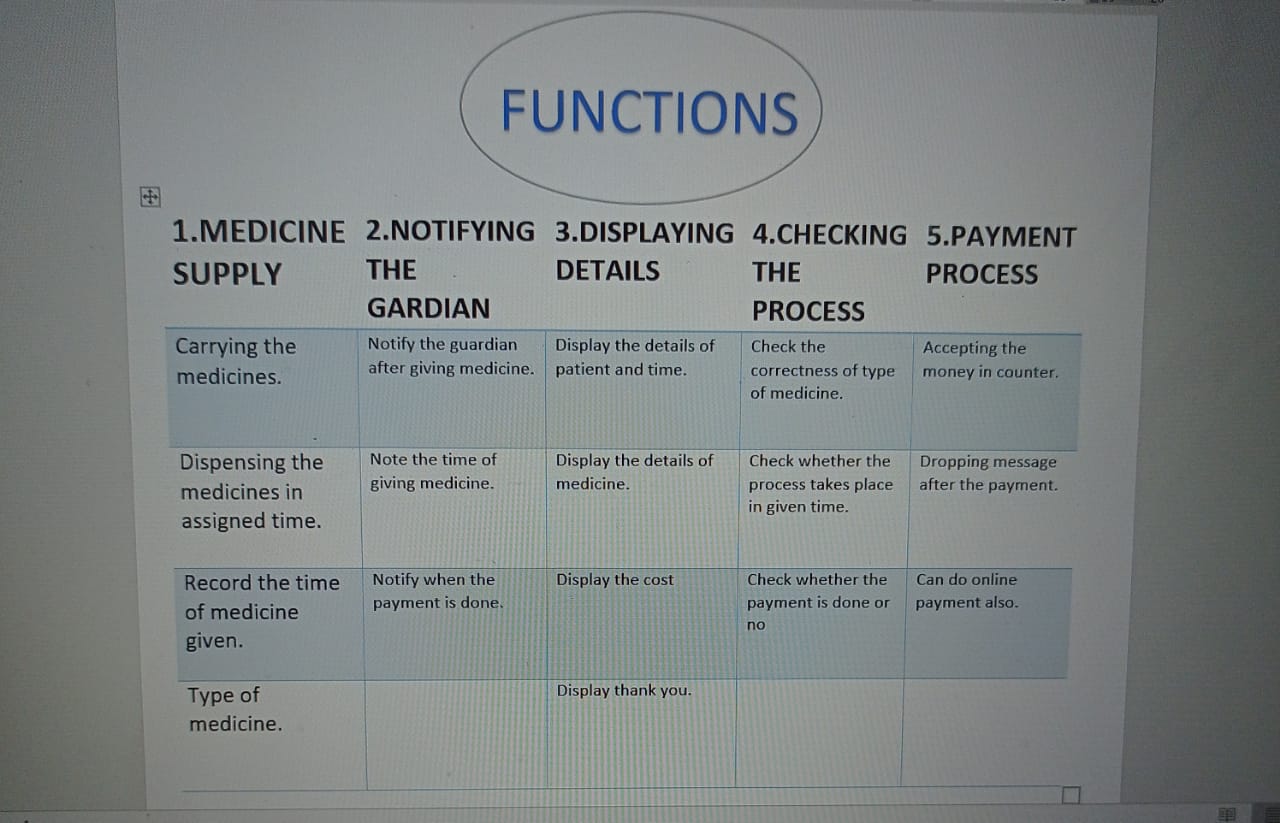 FUNCTIONS
1.MEDICINE SUPPLY
2.NOTIFYING THE GARDIAN
3.DISPLAYING DETAILS
4.CHECKING THE PROCESS
5.PAYMENT PROCESS
Carrying the
medicines.
Notify the guardian
after giving medicine.
Display the details of
patient and time.
Check the
correctness of type
of medicine.
Accepting the
money in counter.
Dispensing the
medicines in
assigned time.
Note the time of
giving medicine.
Display the details of
medicine.
Check whether the
process takes place
in given time.
Dropping message
after the payment.
Record the time
of medicine
given.
Notify when the
payment is done.
Display the cost
Check whether the
payment is done or
no
Can do online
payment also.
Type of
medicine.
Display thank you.